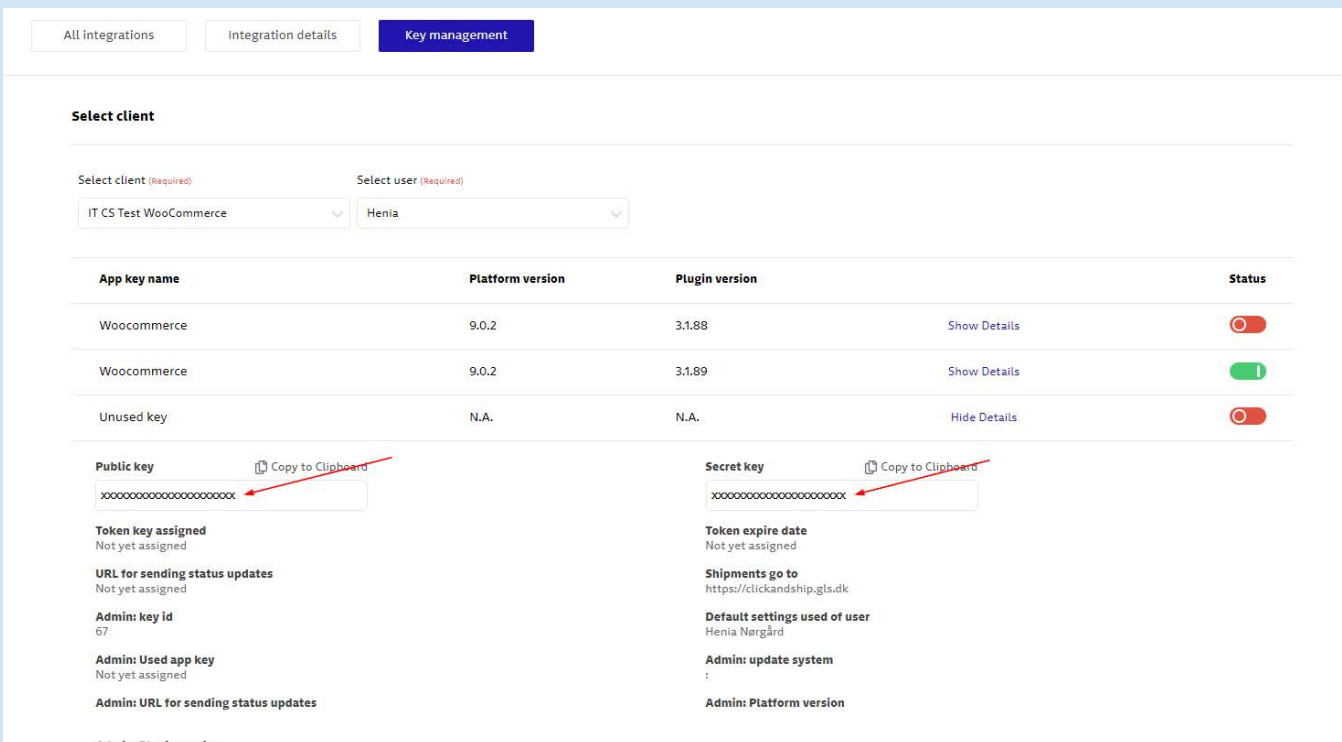 All integrations Integration details Key management
Select client
Select client (Required) Select user (Required)
IT CS Test WooCommerce Henia
App key name Platform version Plugin version Status
Woocommerce 9.0.2 3.1.88 Show Details
Woocommerce 9.0.2 3.1.89 Show Details
Unused key N.A. N.A. Hide Details
Public key Copy to Clipboard Secret key Copy to Clipboard
xxxxxxxxxxxxxxxxxxxxx xxxxxxxxxxxxxxxxxxxxx
Token key assigned Token expire date
Not yet assigned Not yet assigned
URL for sending status updates Shipments go to
Not yet assigned https://clickandship.gls.dk
Admin: key id Default settings used of user
67 Henia Nørgård
Admin: Used app key Admin: update system
Not yet assigned :
Admin: URL for sending status updates Admin: Platform version